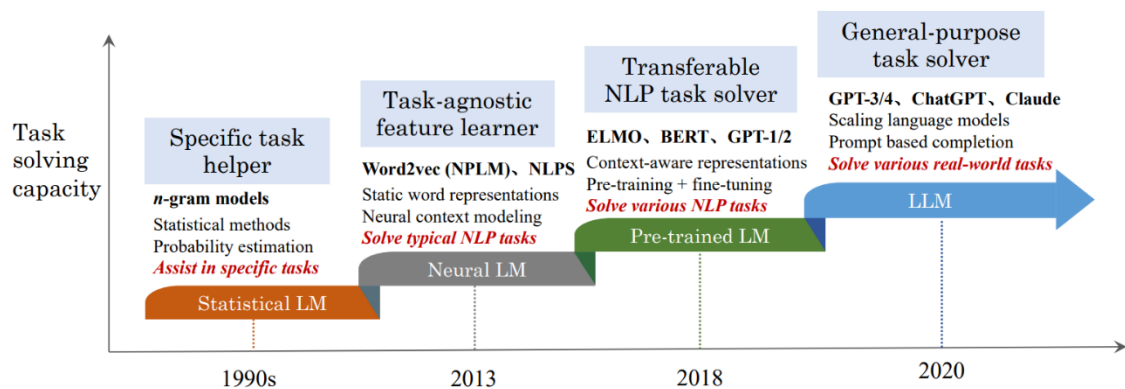 Task
solving
capacity
Specific task
helper
n-gram models
Statistical methods
Probability estimation
Assist in specific tasks
Statistical LM
1990s
Task-agnostic
feature learner
Word2vec (NPLM)、NLPS
Static word representations
Neural context modeling
Solve typical NLP tasks
Neural LM
2013
Transferable
NLP task solver
ELMO、BERT、GPT-1/2
Context-aware representations
Pre-training + fine-tuning
Solve various NLP tasks
Pre-trained LM
2018
General-purpose
task solver
GPT-3/4、ChatGPT、Claude
Scaling language models
Prompt based completion
Solve various real-world tasks
LLM
2020